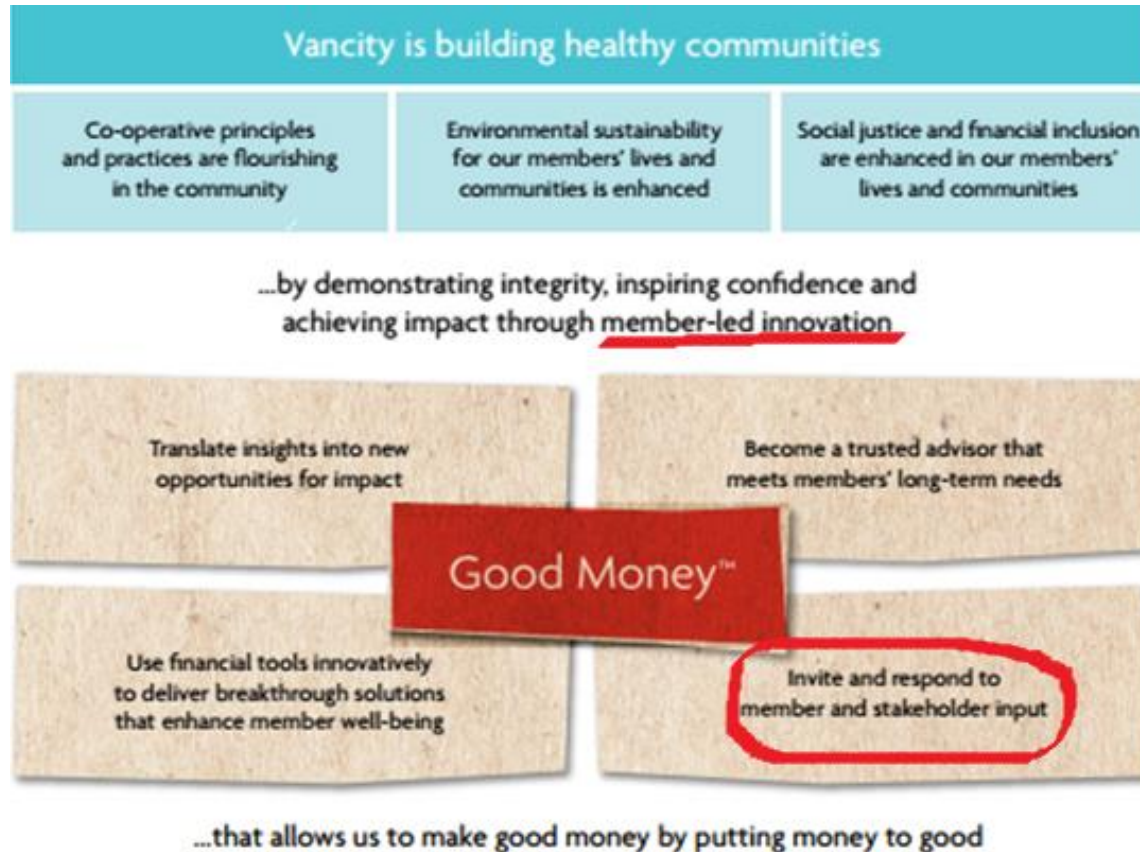 Vancity is building healthy communities
Co-operative principles
and practices are flourishing
in the community
Environmental sustainability
for our members' lives and
communities is enhanced
Social justice and financial inclusion
are enhanced in our members'
lives and communities
...by demonstrating integrity, inspiring confidence and
achieving impact through member-led innovation
Translate insights into new
opportunities for impact
Become a trusted advisor that
meets members' long-term needs
Good Money™
Use financial tools innovatively
to deliver breakthrough solutions
that enhance member well-being
Invite and respond to
member and stakeholder input
...that allows us to make good money by putting money to good